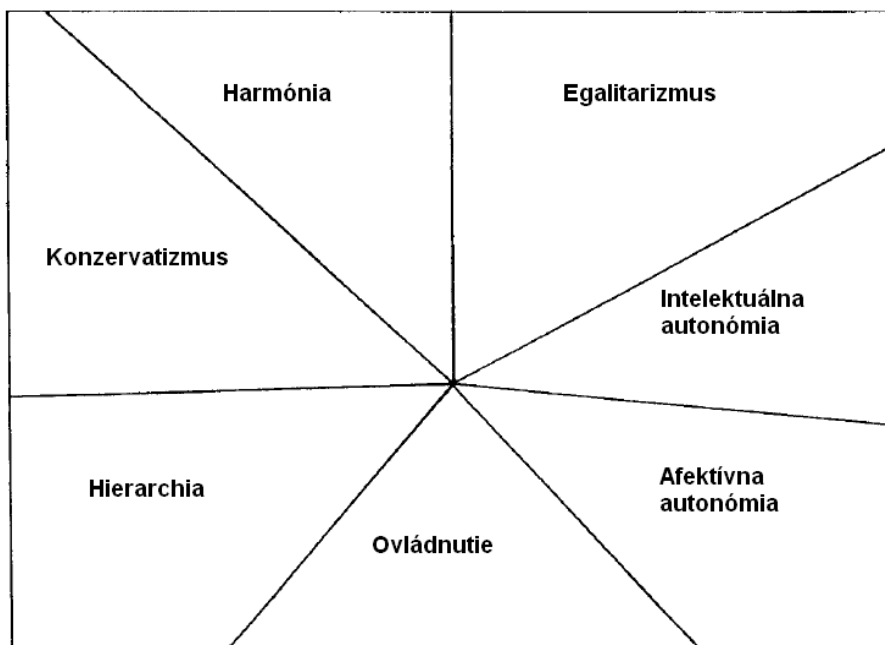 Harmónia
Egalitarizmus
Konzervatizmus
Intelektuálna
autonómia
Hierarchia
Afektívna
autonómia
Ovládnutie